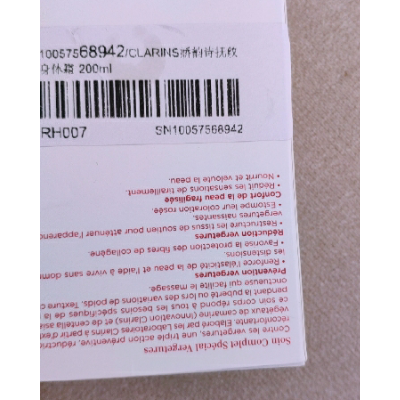 10057568942/CLARINS娇韵诗抚纹
身体霜 200ml
RH007
SN10057568942
Soin Complet Spécial Vergetures
Contre les vergetures, une triple action préventive, réductrice,
réconfortante. Élaboré par les Laboratoires Clarins à partir
végétaux de camarine (Innovation Clarins) et de
ce soin corps répond à tous les besoins spécifiques de la
pendant la puberté ou lors des variations de poids. Texture
onctueuse le massage.
Prévention vergetures
• Renforce l'élasticité de la peau et l'aide à vivre sans
les distensions.
• Favorise la protection des fibres de collagène.
Réduction vergetures
• Restructure les tissus de soutien pour atténuer l'apparence
vergetures naissantes.
• Estompe leur coloration rosée.
Confort de la peau fragilisée
• Réduit les sensations de tiraillement.
• Nourrit et veloute la peau.